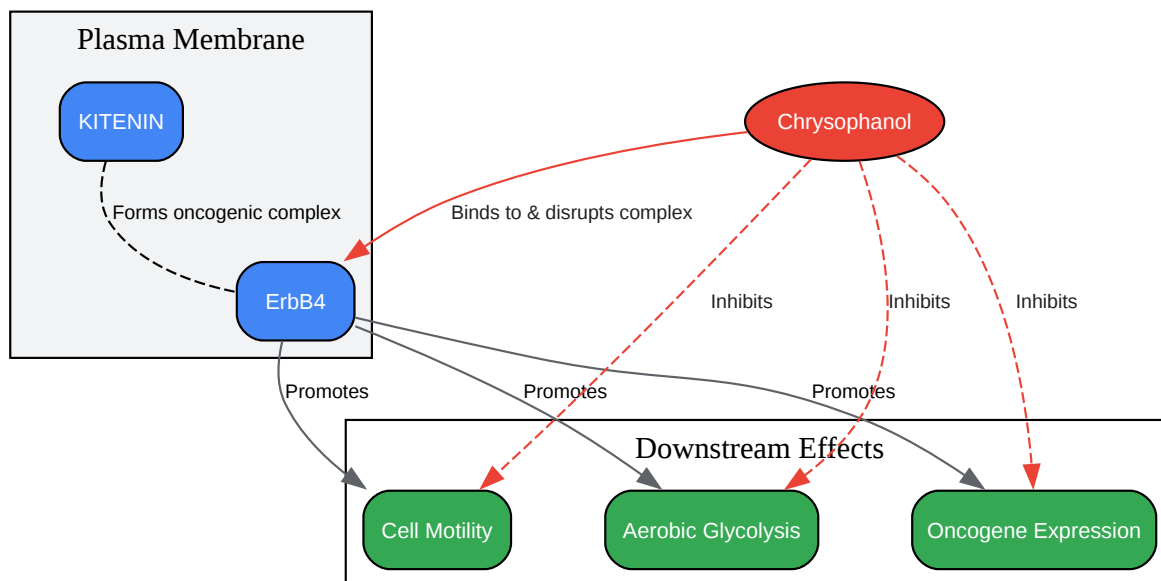 Plasma Membrane
KITENIN
Chrysophanol
Forms oncogenic complex
Binds to & disrupts complex
ErbB4
Inhibits
Inhibits
Inhibits
Promotes
Promotes
Promotes
Downstream Effects
Cell Motility
Aerobic Glycolysis
Oncogene Expression